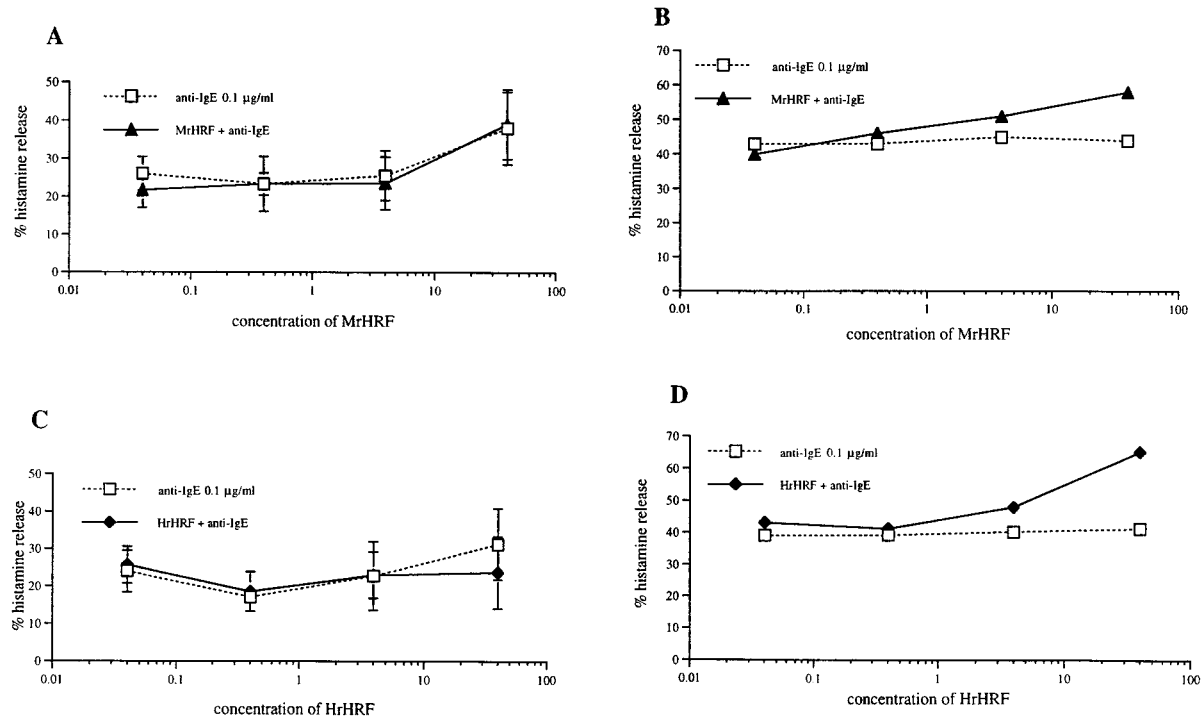 A
50
40
30
20
10
0
% histamine release
anti-IgE 0.1 µg/ml
MrHRF + anti-IgE
0.01 0.1 1 10 100
concentration of MrHRF
B
70
60
50
40
30
20
10
0
% histamine release
anti-IgE 0.1 µg/ml
MrHRF + anti-IgE
0.01 0.1 1 10 100
concentration of MrHRF
C
50
40
30
20
10
0
% histamine release
anti-IgE 0.1 µg/ml
HrHRF + anti-IgE
0.01 0.1 1 10 100
concentration of HrHRF
D
70
60
50
40
30
20
10
0
% histamine release
anti-IgE 0.1 µg/ml
HrHRF + anti-IgE
0.01 0.1 1 10 100
concentration of HrHRF